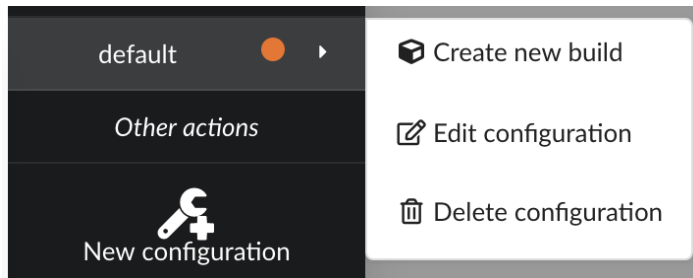 default
Other actions
New configuration
Create new build
Edit configuration
Delete configuration